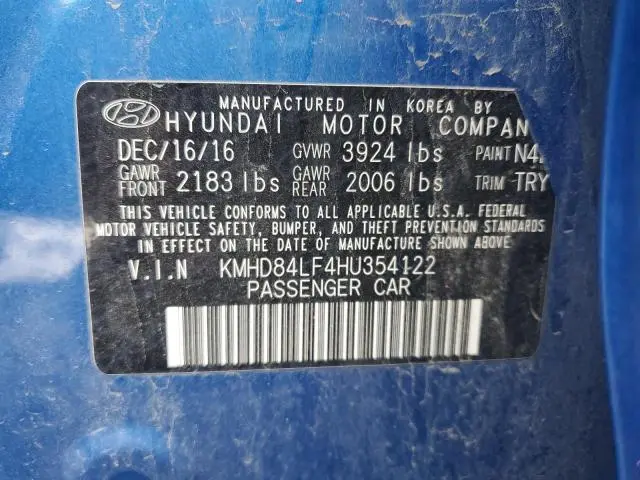 MANUFACTURED IN KOREA BY
HYUNDAI MOTOR COMPAN
DEC/16/16 GVWR 3924 lbs PAINT N4
GAWR FRONT 2183 lbs GAWR REAR 2006 lbs TRIM TRY
THIS VEHICLE CONFORMS TO ALL APPLICABLE U.S.A. FEDERAL
MOTOR VEHICLE SAFETY, BUMPER, AND THEFT PREVENTION STANDARDS
IN EFFECT ON THE DATE OF MANUFACTURE SHOWN ABOVE.
V.I.N KMHD84LF4HU354122
PASSENGER CAR